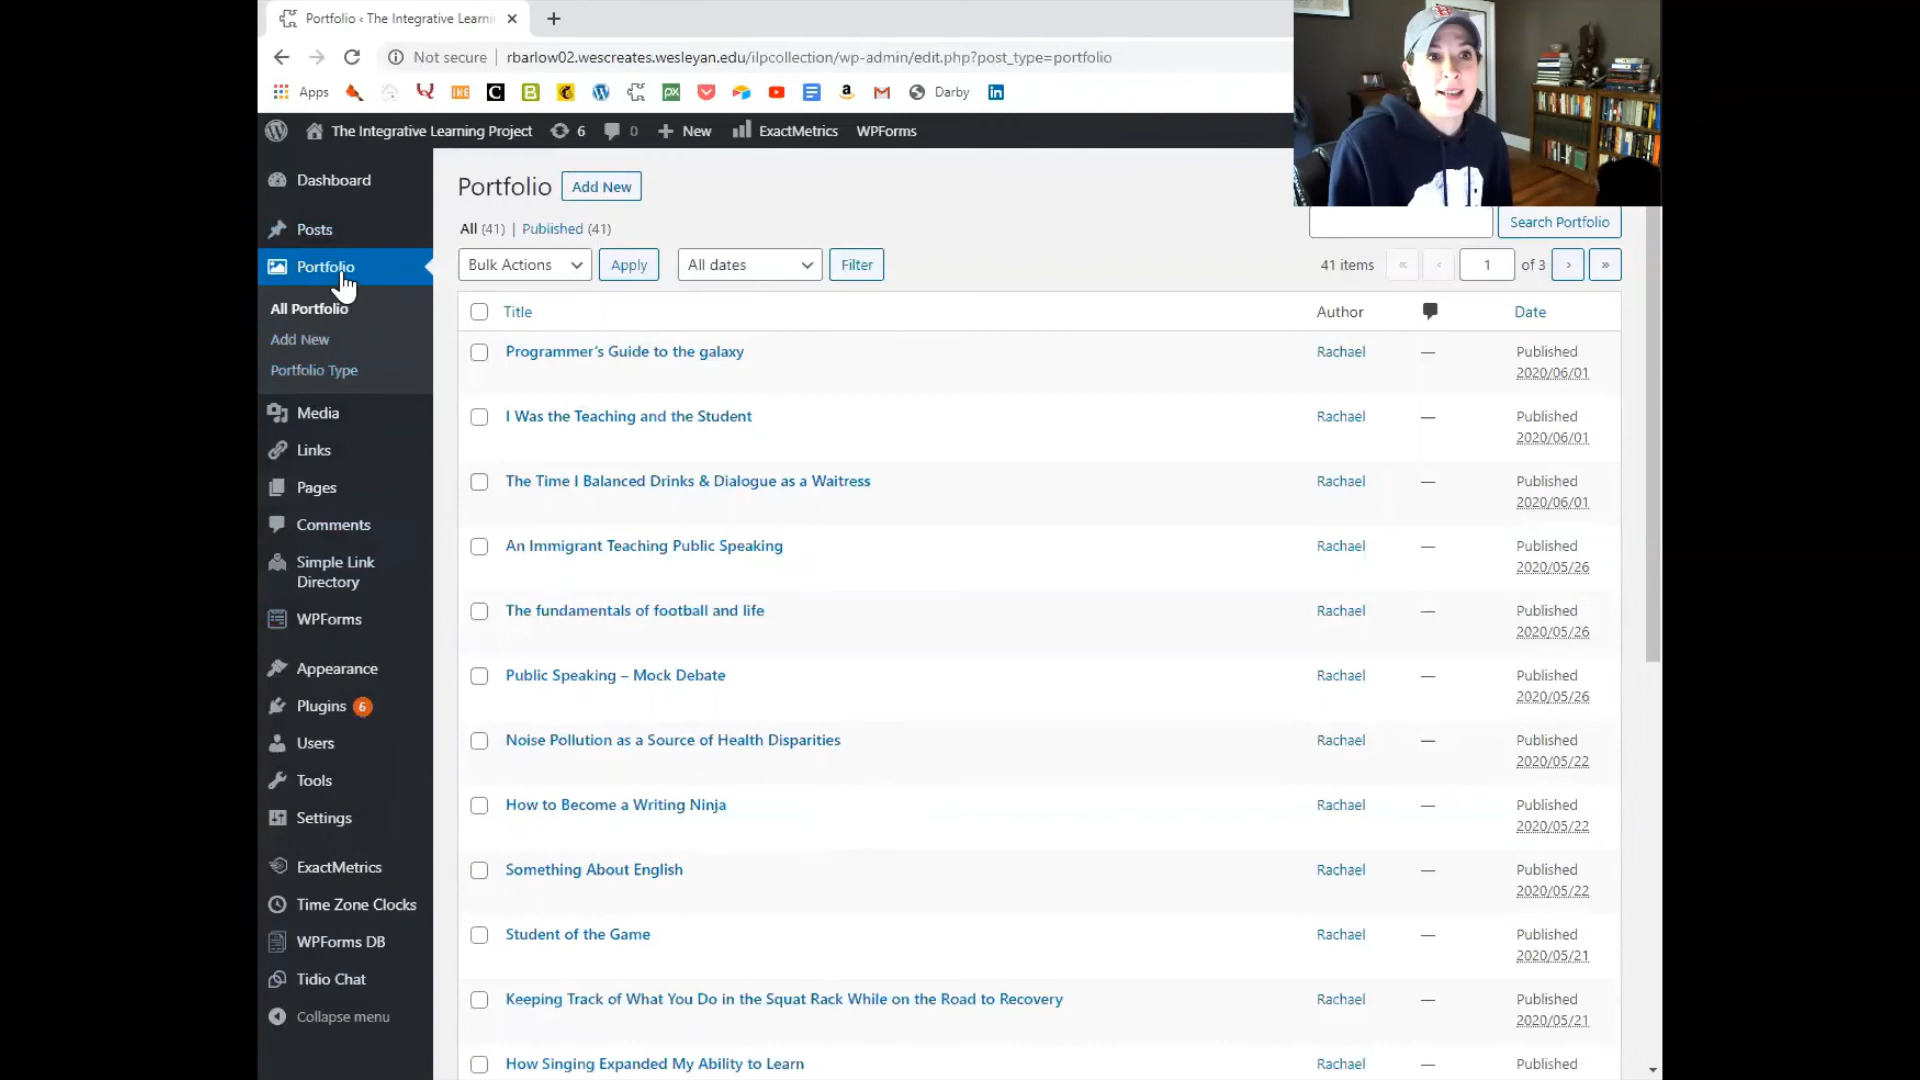 Portfolio ‹ The Integrative Learni
Not secure rbarlow02.wescreates.wesleyan.edu/ilpcollection/wp-admin/edit.php?post_type=portfolio
Apps Darby
The Integrative Learning Project 6 0 New ExactMetrics WPForms
Dashboard
Posts
Portfolio
All Portfolio
Add New
Portfolio Type
Media
Links
Pages
Comments
Simple Link
Directory
WPForms
Appearance
Plugins 6
Users
Tools
Settings
ExactMetrics
Time Zone Clocks
WPForms DB
Tidio Chat
Collapse menu
Portfolio Add New
All (41) | Published (41)
Search Portfolio
Bulk Actions Apply All dates Filter
41 items « ‹ 1 of 3 › »
Title Author Date
Programmer’s Guide to the galaxy Rachael — Published
2020/06/01
I Was the Teaching and the Student Rachael — Published
2020/06/01
The Time I Balanced Drinks & Dialogue as a Waitress Rachael — Published
2020/06/01
An Immigrant Teaching Public Speaking Rachael — Published
2020/05/26
The fundamentals of football and life Rachael — Published
2020/05/26
Public Speaking – Mock Debate Rachael — Published
2020/05/26
Noise Pollution as a Source of Health Disparities Rachael — Published
2020/05/22
How to Become a Writing Ninja Rachael — Published
2020/05/22
Something About English Rachael — Published
2020/05/22
Student of the Game Rachael — Published
2020/05/21
Keeping Track of What You Do in the Squat Rack While on the Road to Recovery Rachael — Published
2020/05/21
How Singing Expanded My Ability to Learn Rachael — Published